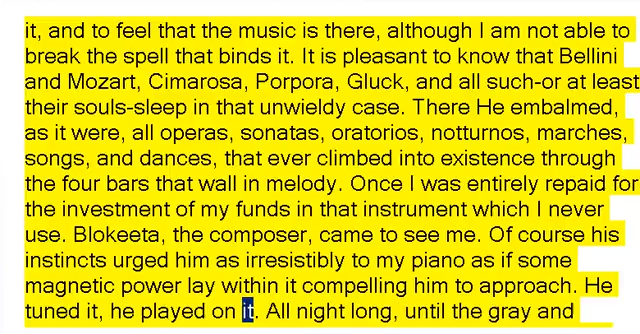 it, and to feel that the music is there, although I am not able to
break the spell that binds it. It is pleasant to know that Bellini
and Mozart, Cimarosa, Porpora, Gluck, and all such-or at least
their souls-sleep in that unwieldy case. There He embalmed,
as it were, all operas, sonatas, oratorios, notturnos, marches,
songs, and dances, that ever climbed into existence through
the four bars that wall in melody. Once I was entirely repaid for
the investment of my funds in that instrument which I never
use. Blokeeta, the composer, came to see me. Of course his
instincts urged him as irresistibly to my piano as if some
magnetic power lay within it compelling him to approach. He
tuned it, he played on it. All night long, until the gray and